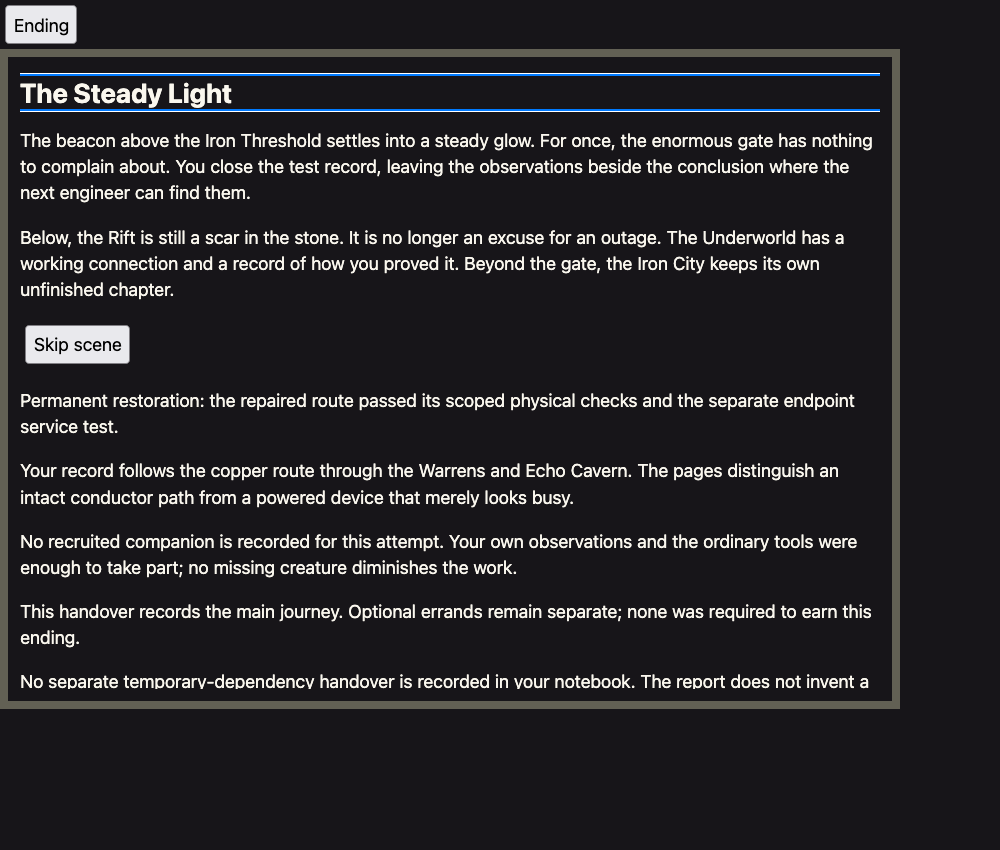 Ending
The Steady Light
The beacon above the Iron Threshold settles into a steady glow. For once, the enormous gate has nothing
to complain about. You close the test record, leaving the observations beside the conclusion where the
next engineer can find them.
Below, the Rift is still a scar in the stone. It is no longer an excuse for an outage. The Underworld has a
working connection and a record of how you proved it. Beyond the gate, the Iron City keeps its own
unfinished chapter.
Skip scene
Permanent restoration: the repaired route passed its scoped physical checks and the separate endpoint
service test.
Your record follows the copper route through the Warrens and Echo Cavern. The pages distinguish an
intact conductor path from a powered device that merely looks busy.
No recruited companion is recorded for this attempt. Your own observations and the ordinary tools were
enough to take part; no missing creature diminishes the work.
This handover records the main journey. Optional errands remain separate; none was required to earn this
ending.
No separate temporary-dependency handover is recorded in your notebook. The report does not invent a